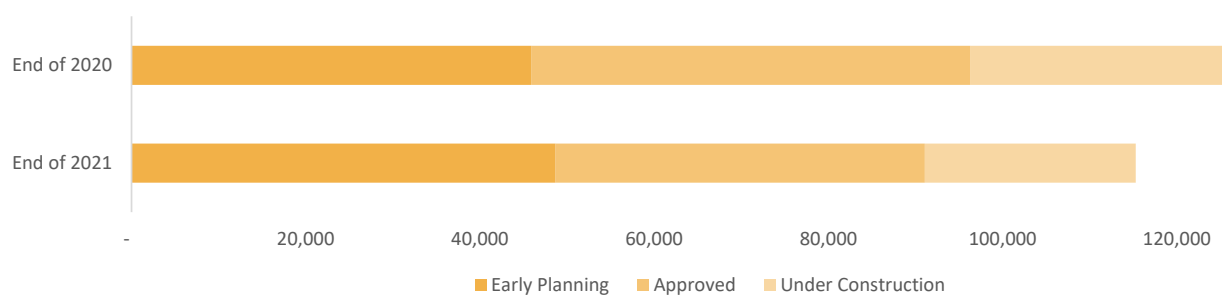 End of 2020
End of 2021
- 20,000 40,000 60,000 80,000 100,000 120,000
Early Planning Approved Under Construction